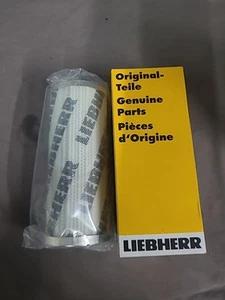 LIEBHERR
LIEBHERR
Original-
Teile
Genuine
Parts
Pièces
d'Origine
LIEBHERR